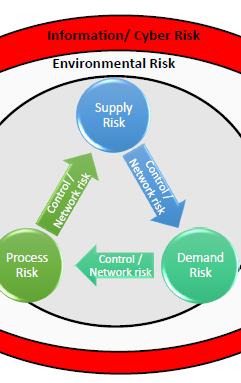 Information/ Cyber Risk
Environmental Risk
Supply
Risk
Control /
Network risk
Control /
Network risk
Process
Risk
Control /
Network risk
Demand
Risk